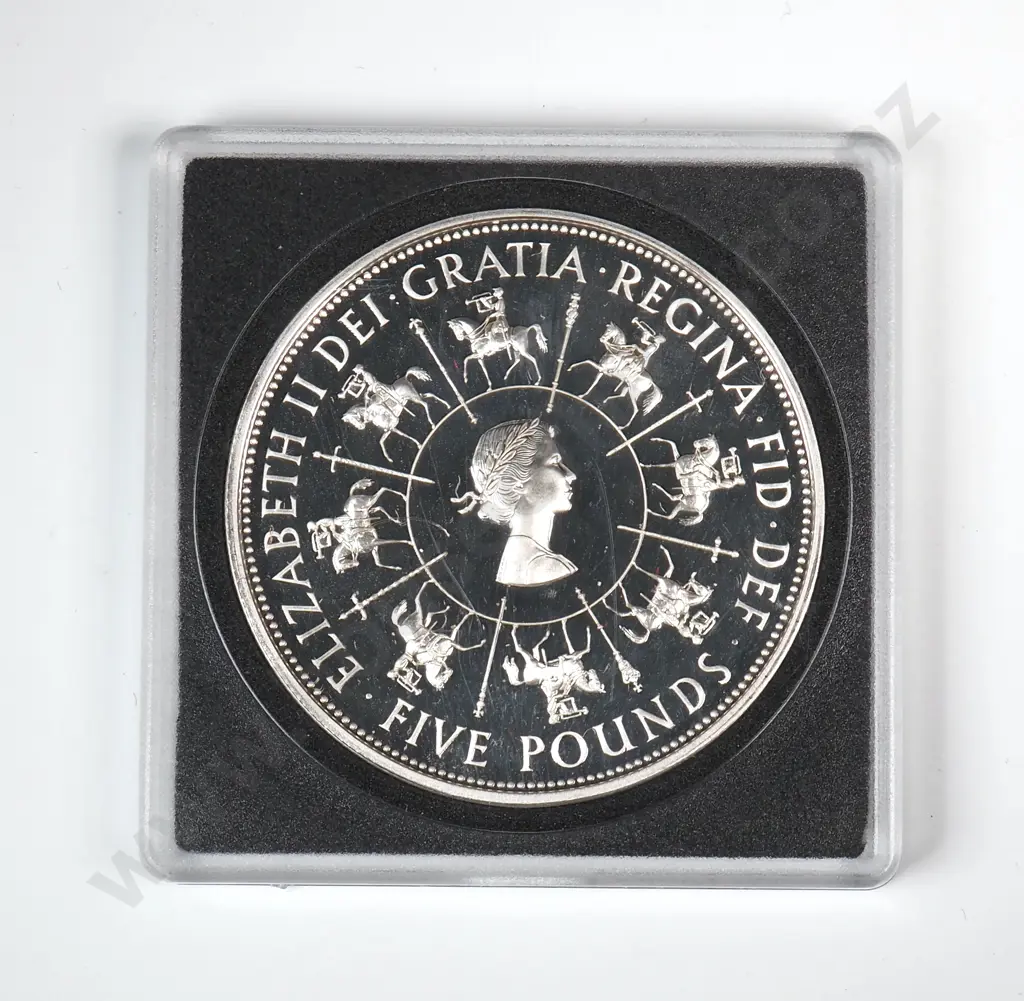 ELIZABETH II DEI · GRATIA · REGINA · FID · DEF ·
FIVE POUNDS